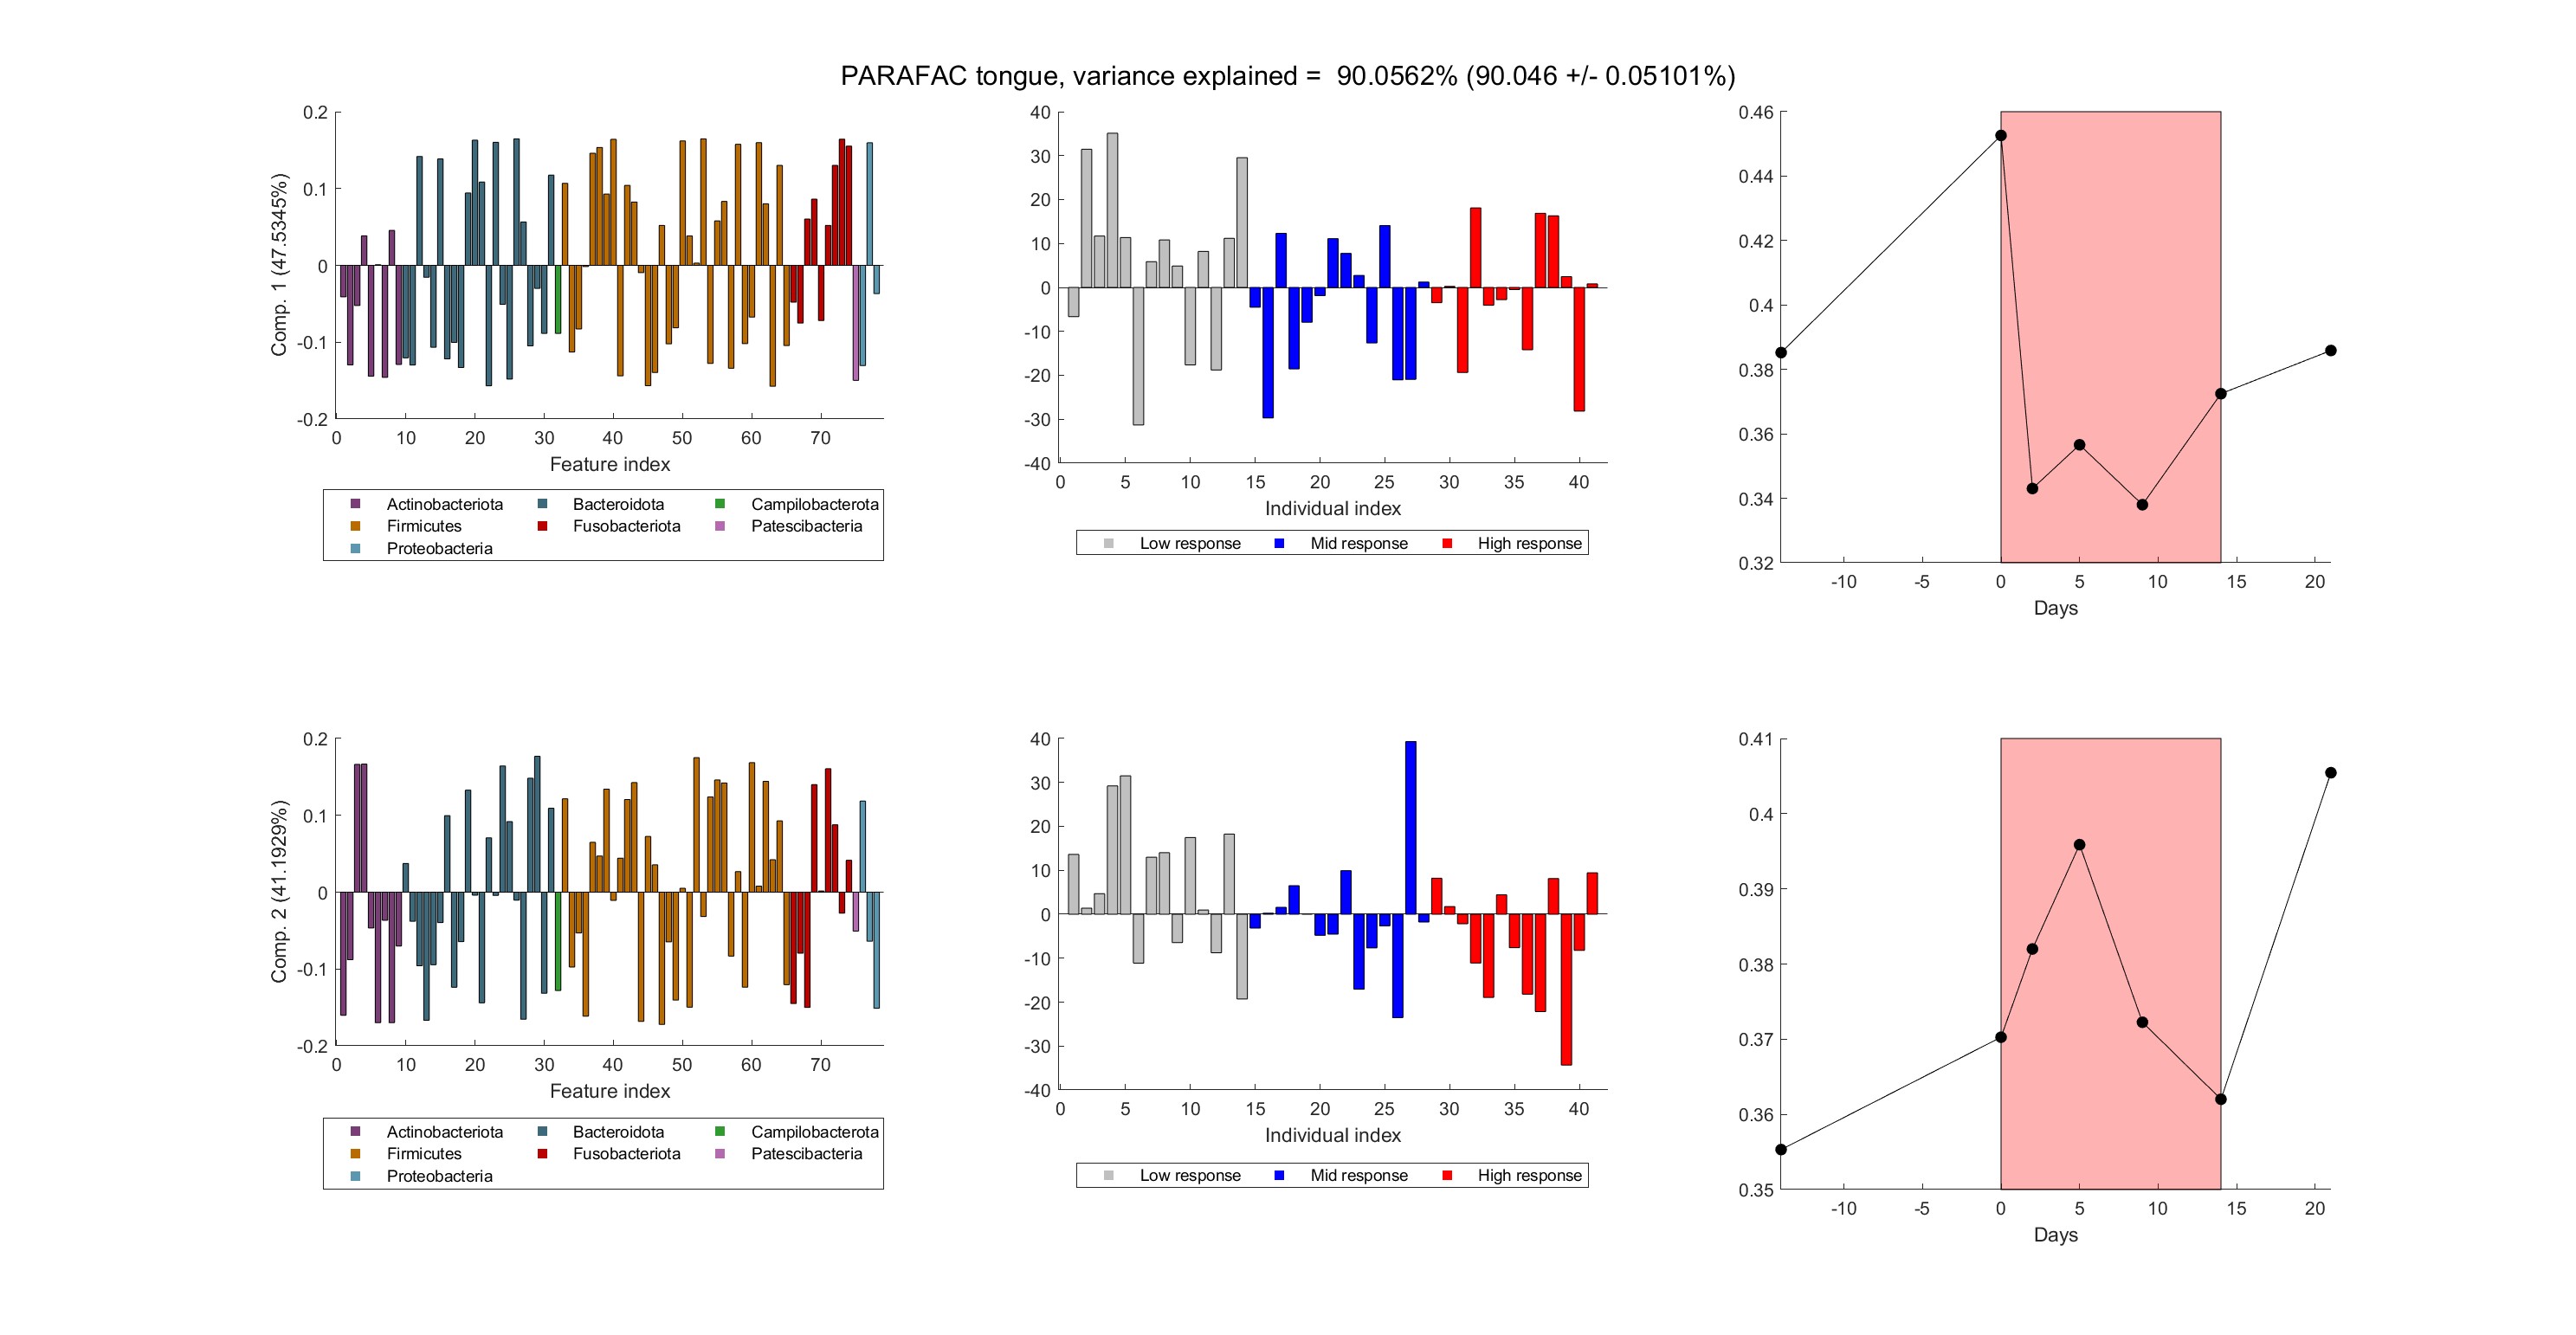 PARAFAC tongue, variance explained = 90.0562% (90.046 +/- 0.05101%)
Comp. 1 (47.5345%)
0.2
0.1
0
-0.1
-0.2
0 10 20 30 40 50 60 70
Feature index
Actinobacteriota Bacteroidota Campilobacterota
Firmicutes Fusobacteriota Patescibacteria
Proteobacteria
40
30
20
10
0
-10
-20
-30
-40
0 5 10 15 20 25 30 35 40
Individual index
Low response Mid response High response
0.46
0.44
0.42
0.4
0.38
0.36
0.34
0.32
-10 -5 0 5 10 15 20
Days
Comp. 2 (41.1929%)
0.2
0.1
0
-0.1
-0.2
0 10 20 30 40 50 60 70
Feature index
Actinobacteriota Bacteroidota Campilobacterota
Firmicutes Fusobacteriota Patescibacteria
Proteobacteria
40
30
20
10
0
-10
-20
-30
-40
0 5 10 15 20 25 30 35 40
Individual index
Low response Mid response High response
0.41
0.4
0.39
0.38
0.37
0.36
0.35
-10 -5 0 5 10 15 20
Days